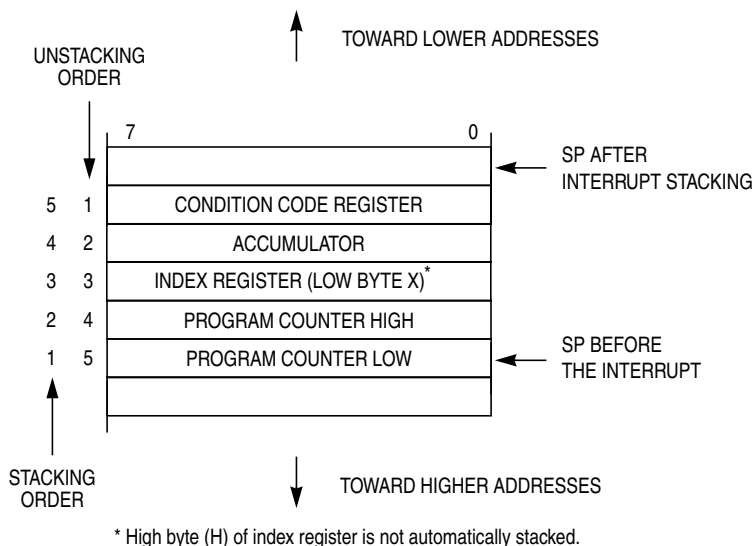 TOWARD LOWER ADDRESSES
UNSTACKING
ORDER
7 0
SP AFTER
INTERRUPT STACKING
5 1 CONDITION CODE REGISTER
4 2 ACCUMULATOR
3 3 INDEX REGISTER (LOW BYTE X)*
2 4 PROGRAM COUNTER HIGH
1 5 PROGRAM COUNTER LOW
SP BEFORE
THE INTERRUPT
STACKING
ORDER
TOWARD HIGHER ADDRESSES
* High byte (H) of index register is not automatically stacked.